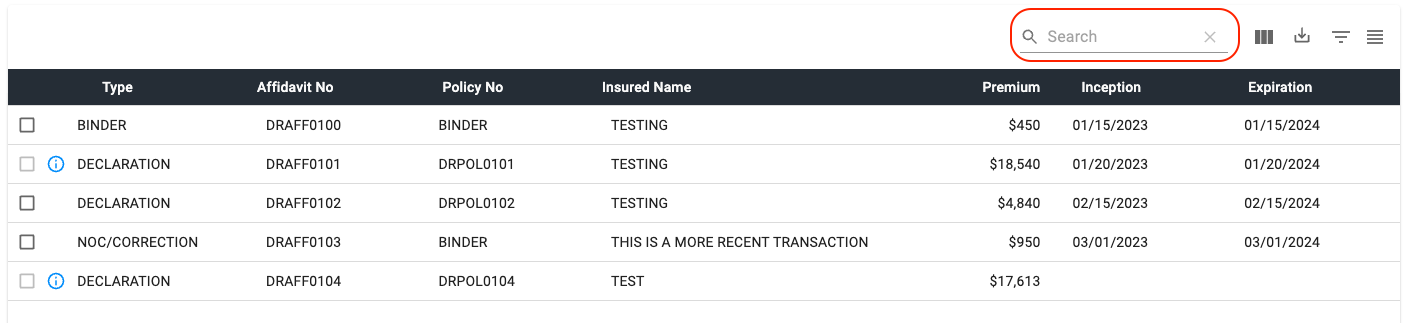 Search
Type Affidavit No Policy No Insured Name Premium Inception Expiration
BINDER DRAFF0100 BINDER TESTING $450 01/15/2023 01/15/2024
DECLARATION DRAFF0101 DRPOL0101 TESTING $18,540 01/20/2023 01/20/2024
DECLARATION DRAFF0102 DRPOL0102 TESTING $4,840 02/15/2023 02/15/2024
NOC/CORRECTION DRAFF0103 BINDER THIS IS A MORE RECENT TRANSACTION $950 03/01/2023 03/01/2024
DECLARATION DRAFF0104 DRPOL0104 TEST $17,613